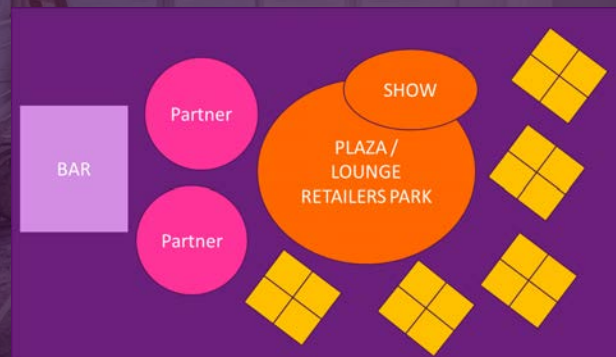 BAR
Partner
Partner
SHOW
PLAZA /
LOUNGE
RETAILERS PARK